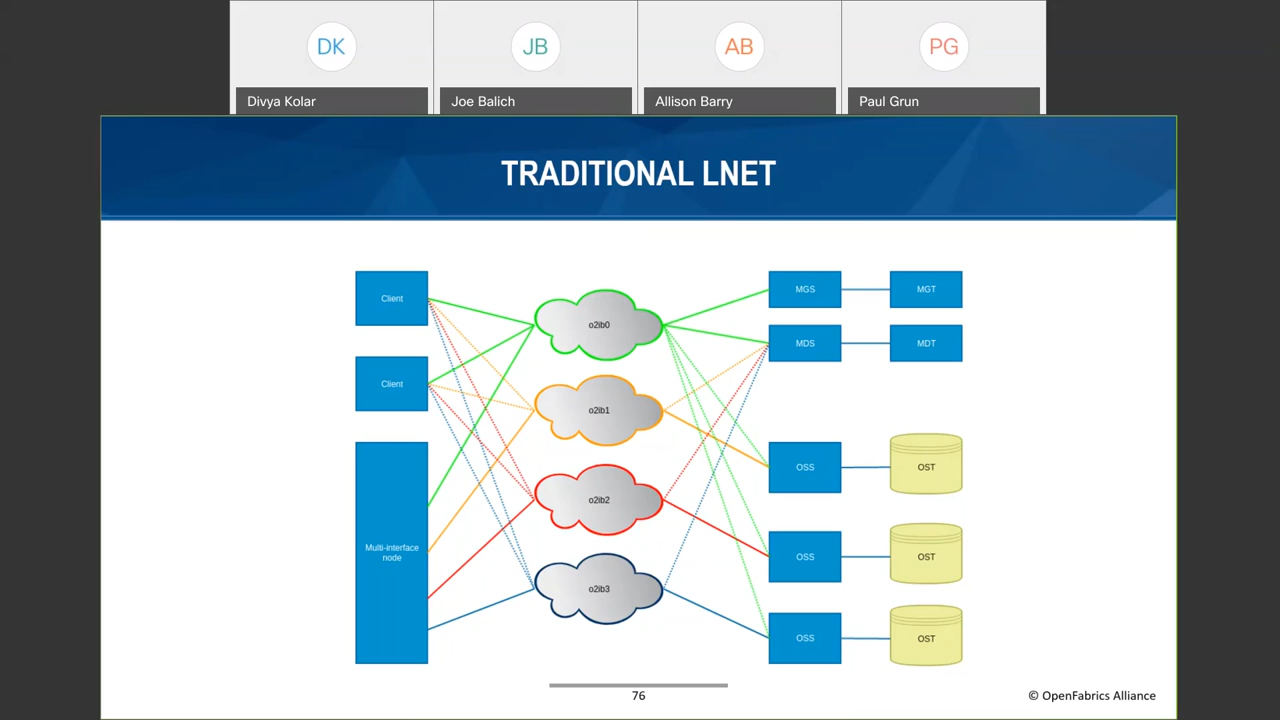 DK
JB
AB
PG
Divya Kolar
Joe Balich
Allison Barry
Paul Grun
TRADITIONAL LNET
Client
Client
Multi-interface
node
o2ib0
o2ib1
o2ib2
o2ib3
MGS
MGT
MDS
MDT
OSS
OST
OSS
OST
OSS
OST
76
© OpenFabrics Alliance